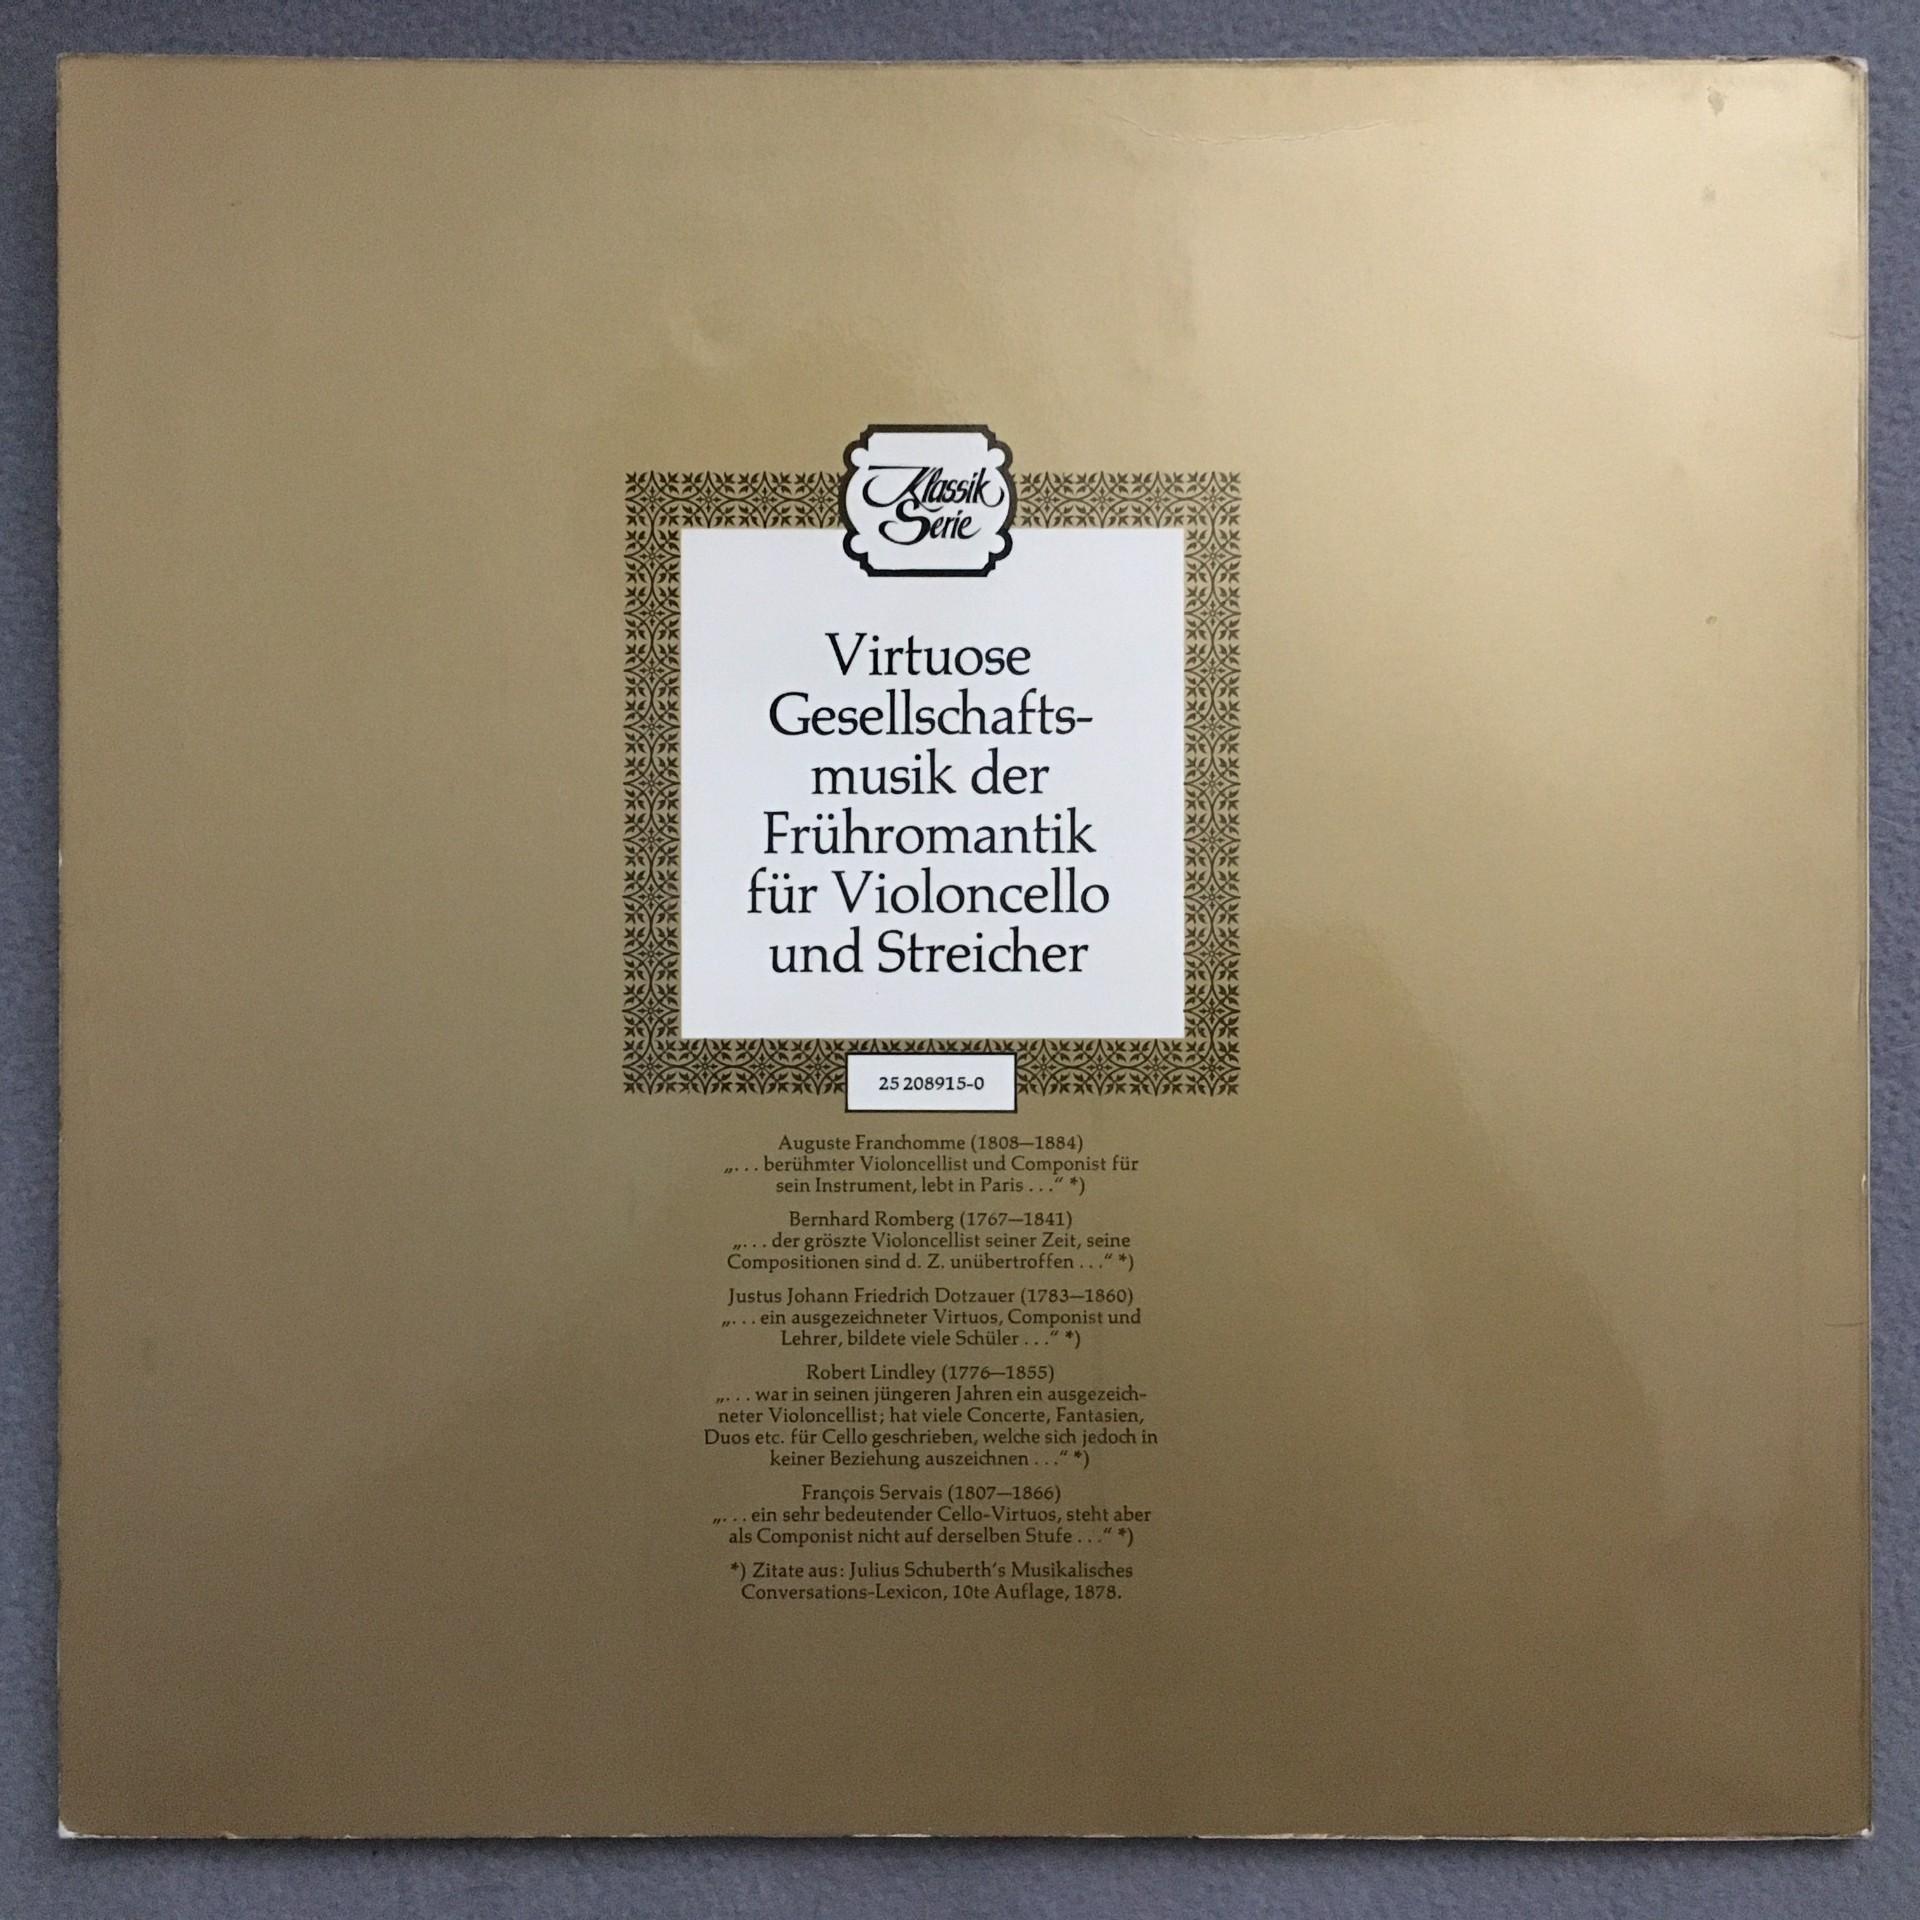 Klassik
Serie
Virtuose
Gesellschafts-
musik der
Frühromantik
für Violoncello
und Streicher
25 208915-0
Auguste Franchomme (1808—1884)
„... berühmter Violoncellist und Componist für
sein Instrument, lebt in Paris ...“ *)
Bernhard Romberg (1767—1841)
„... der gröszte Violoncellist seiner Zeit, seine
Compositionen sind d. Z. unübertroffen ...“ *)
Justus Johann Friedrich Dotzauer (1783—1860)
„... ein ausgezeichneter Virtuos, Componist und
Lehrer, bildete viele Schüler ...“ *)
Robert Lindley (1776—1855)
„... war in seinen jüngeren Jahren ein ausgezeich-
neter Violoncellist; hat viele Concerte, Fantasien,
Duos etc. für Cello geschrieben, welche sich jedoch in
keiner Beziehung auszeichnen ...“ *)
François Servais (1807—1866)
„... ein sehr bedeutender Cello-Virtuos, steht aber
als Componist nicht auf derselben Stufe ...“ *)
*) Zitate aus: Julius Schuberth's Musikalisches
Conversations-Lexicon, 10te Auflage, 1878.